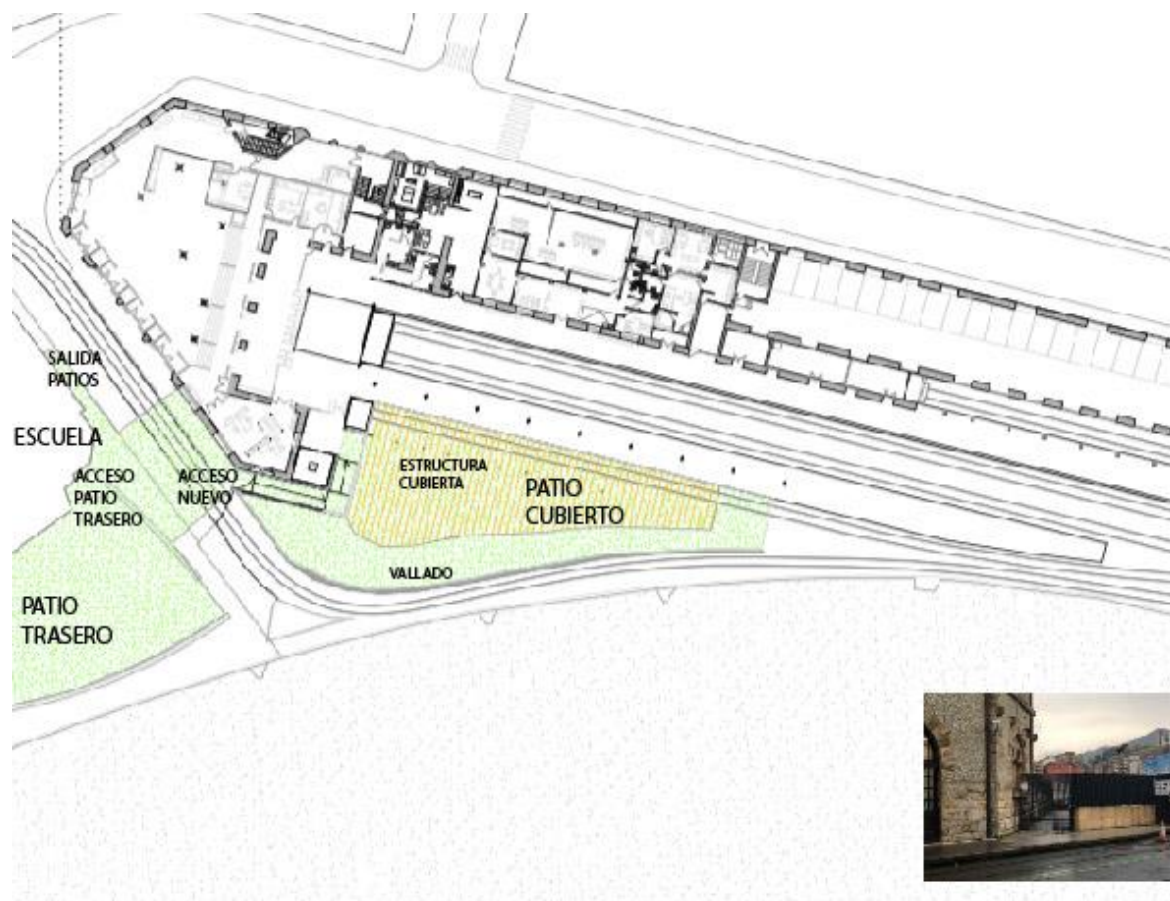 SALIDA
PATIOS
ESCUELA
ACCESO
PATIO
TRASERO
ACCESO
NUEVO
ESTRUCTURA
CUBIERTA
PATIO
CUBIERTO
VALLADO
PATIO
TRASERO